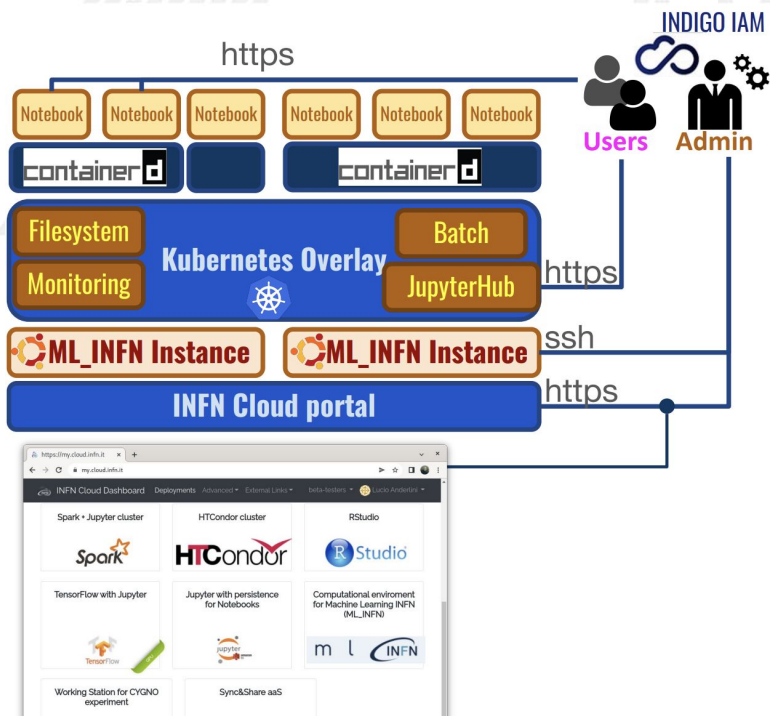 INDIGO IAM
https
Notebook Notebook Notebook Notebook Notebook Notebook
Users Admin
containerd containerd
Filesystem Batch
Kubernetes Overlay
Monitoring JupyterHub
https
ML_INFN Instance ML_INFN Instance
ssh
INFN Cloud portal
https
https://my.cloud.infn.it
my.cloud.infn.it
INFN Cloud Dashboard Deployments Advanced External Links beta-testers Lucio Anderlini
Spark + Jupyter cluster HTCondor cluster RStudio
Spark HTCondor R Studio
TensorFlow with Jupyter Jupyter with persistence Computational enviroment
for Notebooks for Machine Learning INFN
(ML_INFN)
TensorFlow jupyter m l INFN
Working Station for CYGNO Sync&Share aaS
experiment